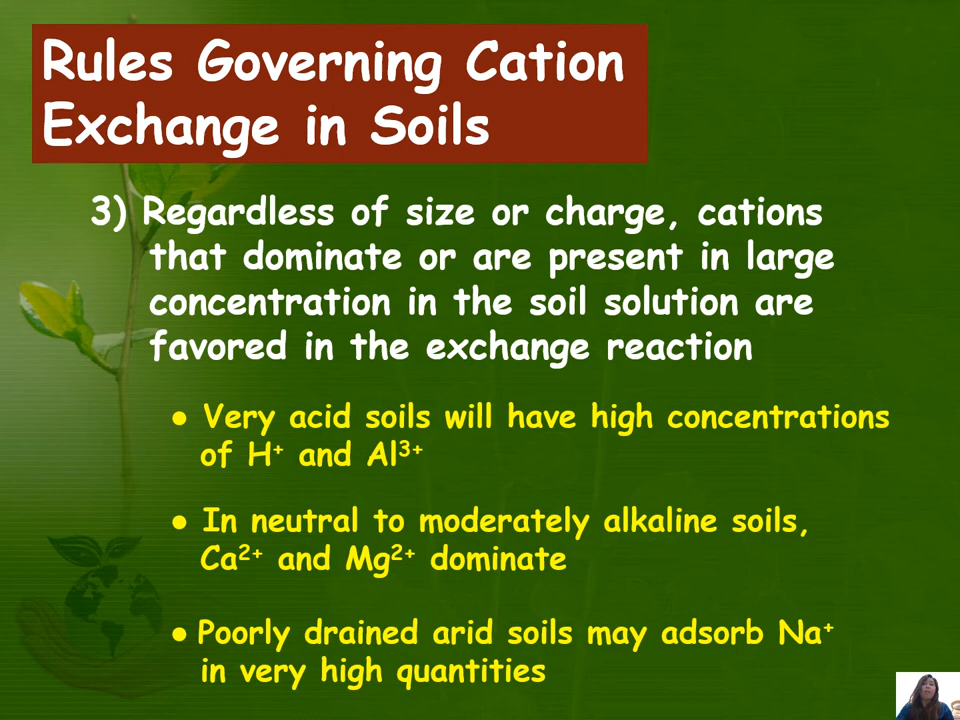 Rules Governing Cation
Exchange in Soils
3) Regardless of size or charge, cations
that dominate or are present in large
concentration in the soil solution are
favored in the exchange reaction
● Very acid soils will have high concentrations
of H⁺ and Al³⁺
● In neutral to moderately alkaline soils,
Ca²⁺ and Mg²⁺ dominate
● Poorly drained arid soils may adsorb Na⁺
in very high quantities